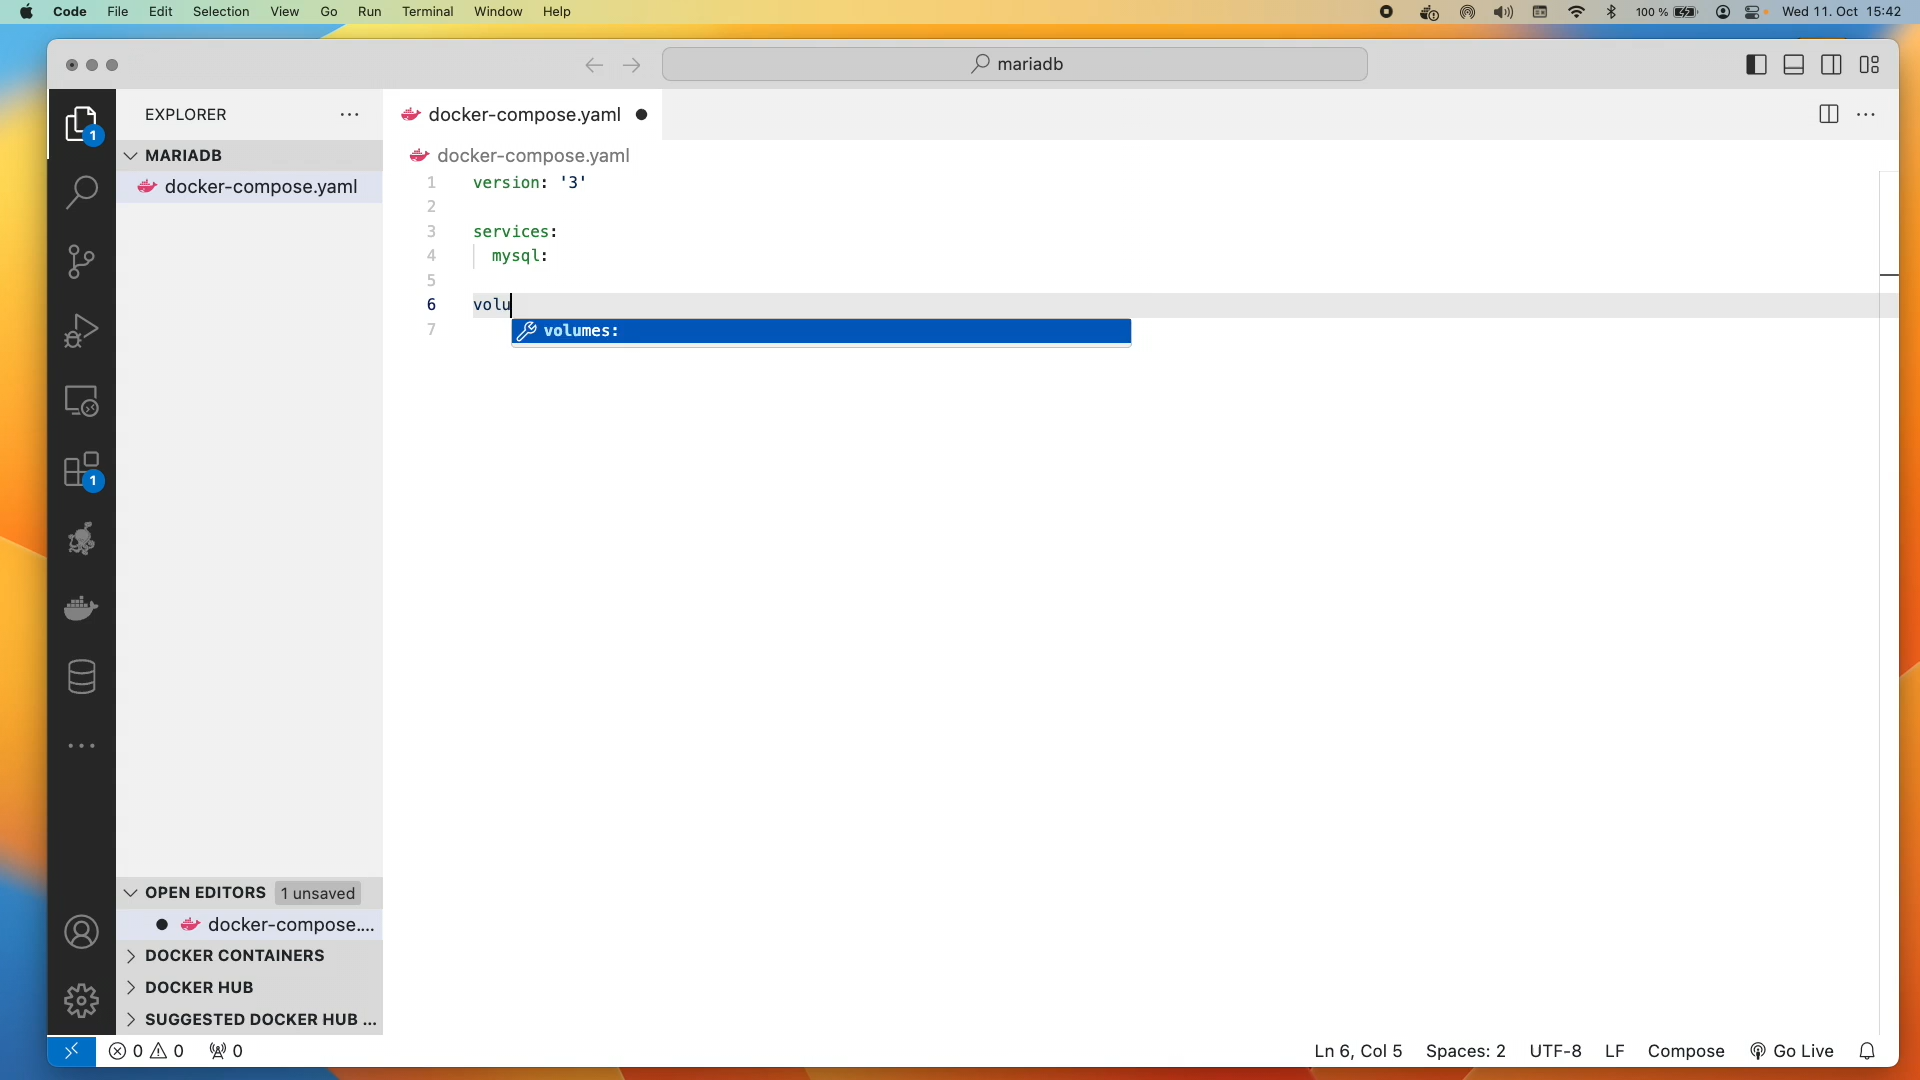 Code File Edit Selection View Go Run Terminal Window Help 100 % Wed 11. Oct 15:42
mariadb
EXPLORER
docker-compose.yaml
MARIADB
docker-compose.yaml
docker-compose.yaml
1 version: '3'
2
3 services:
4 mysql:
5
6 volu
7
volumes:
1
1
OPEN EDITORS 1 unsaved
docker-compose....
DOCKER CONTAINERS
DOCKER HUB
SUGGESTED DOCKER HUB ...
0 0 0
Ln 6, Col 5 Spaces: 2 UTF-8 LF Compose Go Live